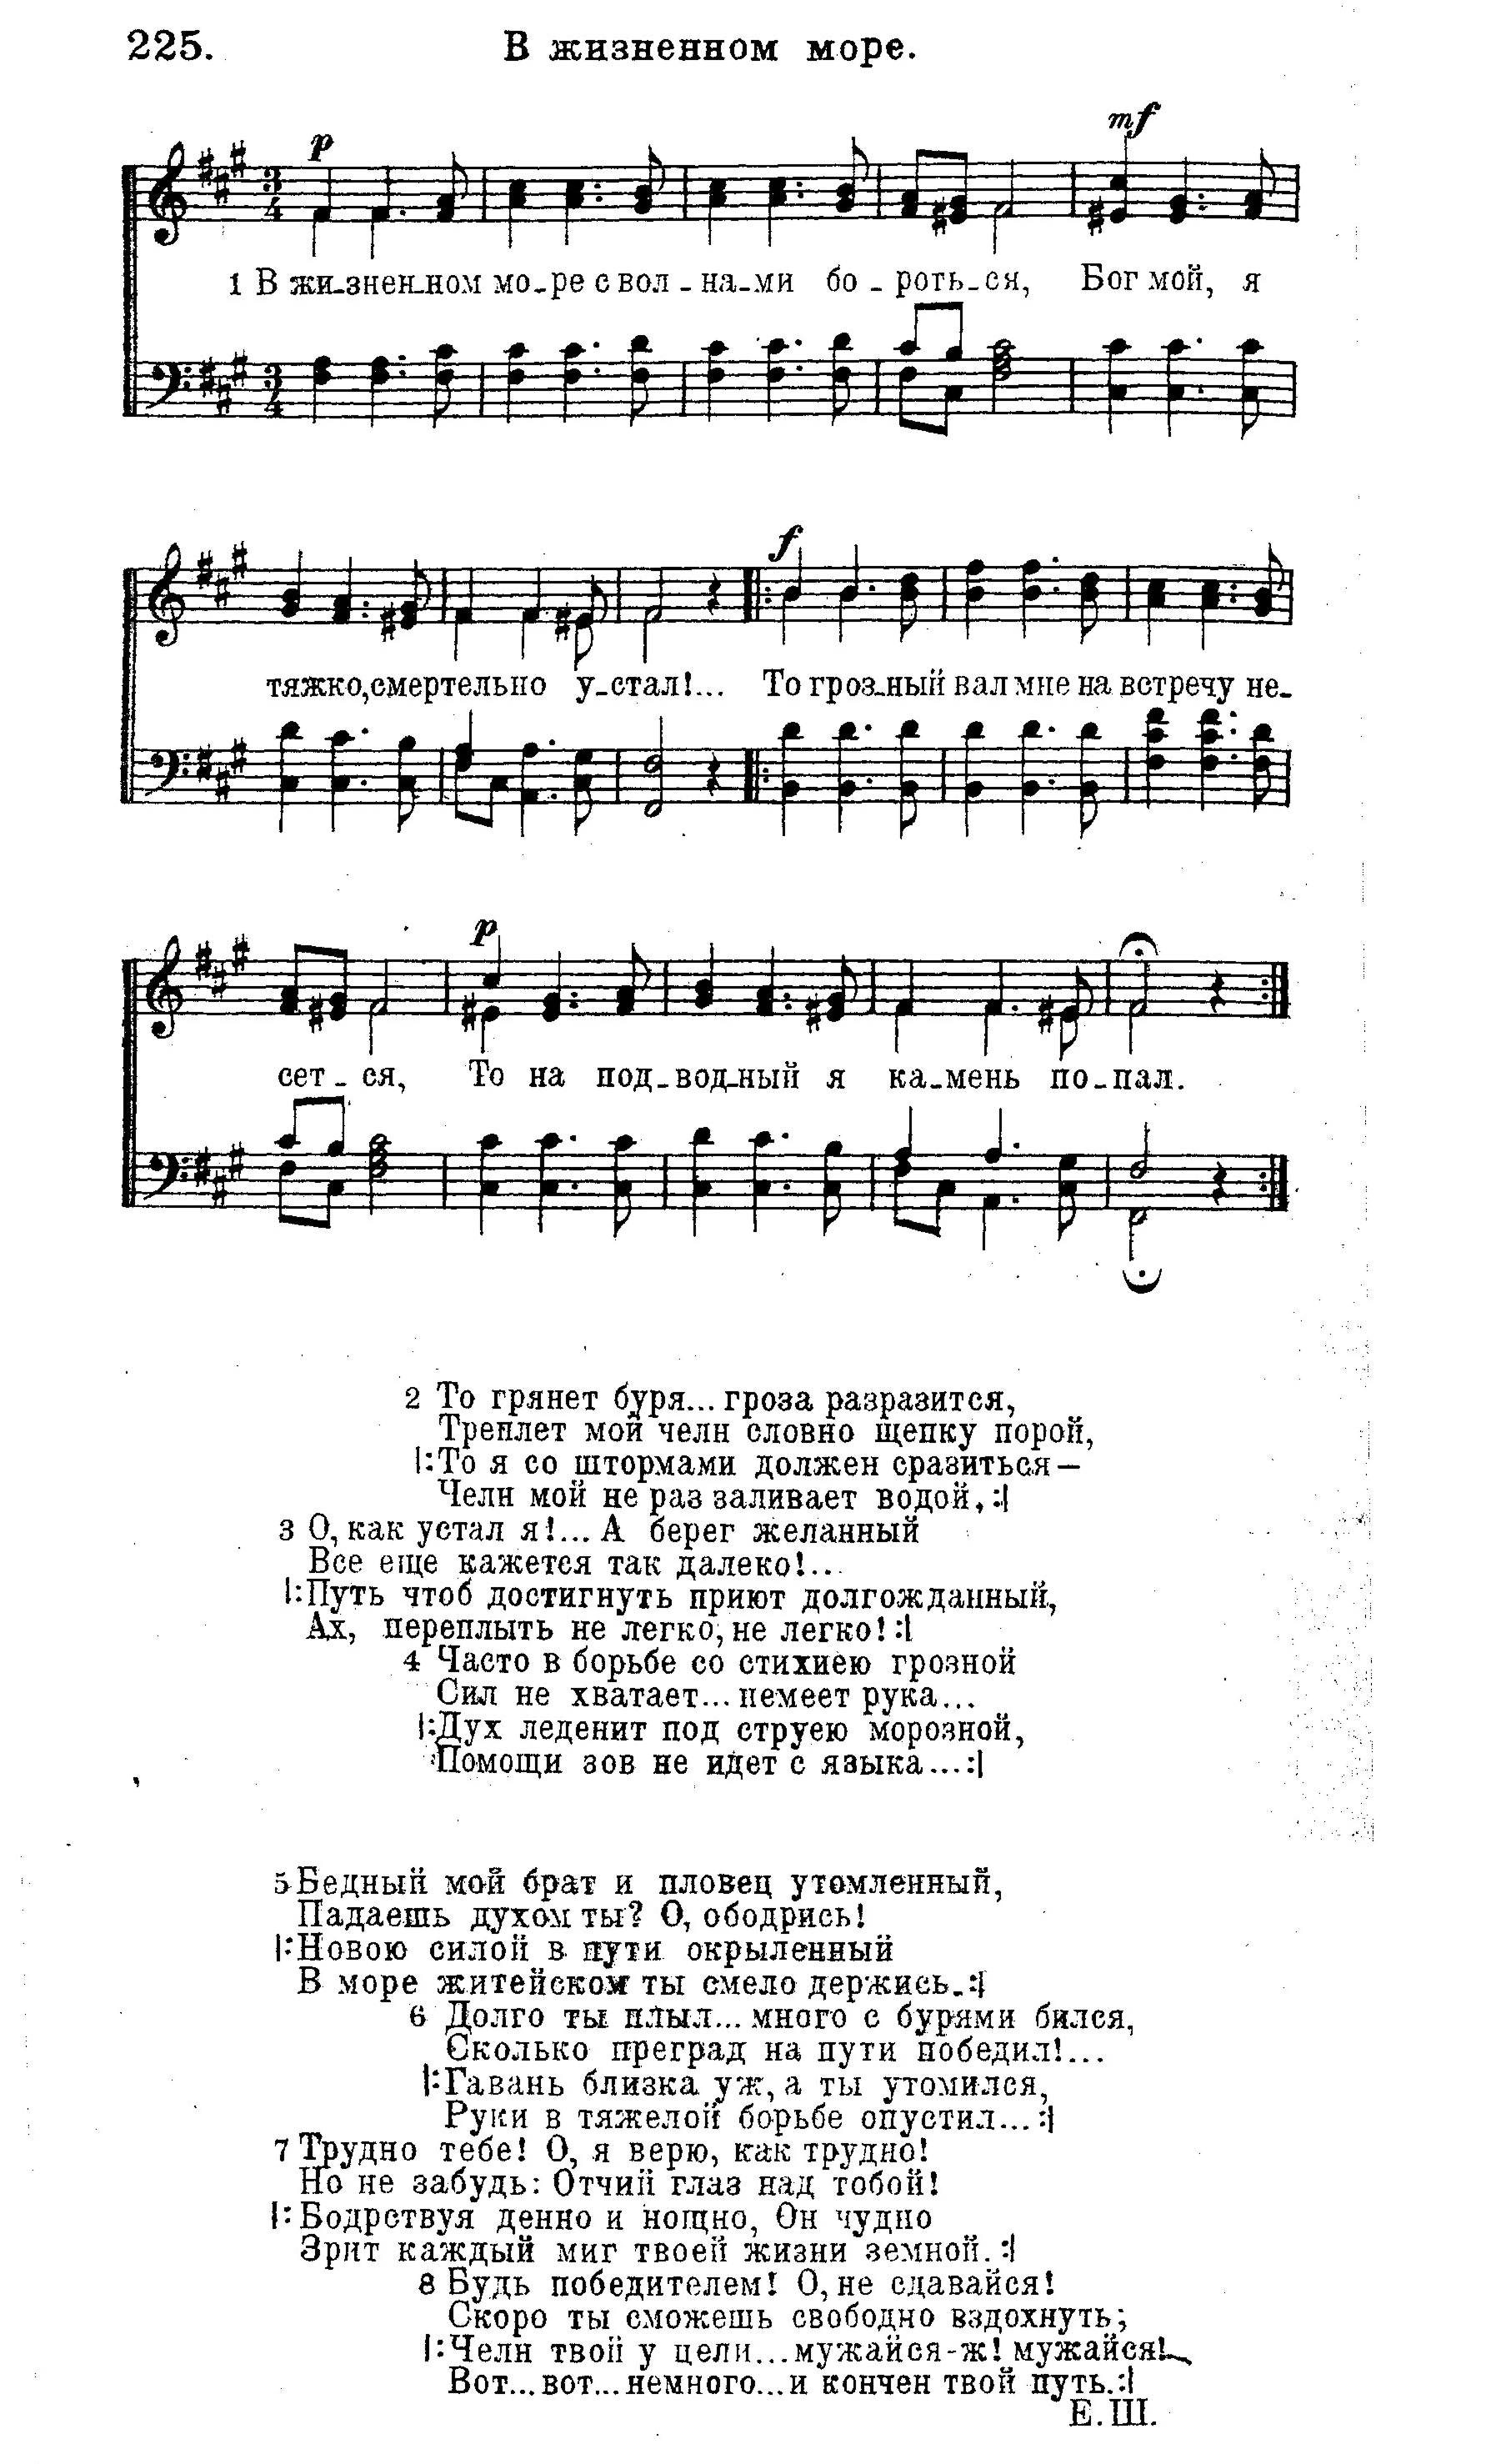 225. В жизненном море.
p mf
3/4
1 В жи-знен-ном мо-ре с вол-на-ми бо-роть-ся, Бог мой, я
3/4
f
тяжко, смертельно у-стал!... То гроз-ный вал мне на встречу не-
p
сет-ся, То на под-вод-ный я ка-мень по-пал.
2 То грянет буря... гроза разразится,
Треплет мой челн словно щепку порой,
|:То я со штормами должен сразиться—
Челн мой не раз заливает водой. :|
3 О, как устал я!... А берег желанный
Все еще кажется так далеко!...
|:Путь чтоб достигнуть приют долгожданный,
Ах, переплыть не легко, не легко! :|
4 Часто в борьбе со стихиею грозной
Сил не хватает... немеет рука...
|:Дух леденит под струею морозной,
Помощи зов не идет с языка... :|
5 Бедный мой брат и пловец утомленный,
Падаешь духом ты? О, ободрись!
|:Новою силой в пути окрыленный
В море житейском ты смело держись. :|
6 Долго ты плыл... много с бурями бился,
Сколько преград на пути победил!...
|:Гавань близка уж, а ты утомился,
Руки в тяжелой борьбе опустил... :|
7 Трудно тебе! О, я верю, как трудно!
Но не забудь: Отчий глаз над тобой!
|:Бодрствуя денно и нощно, Он чудно
Зрит каждый миг твоей жизни земной. :|
8 Будь победителем! О, не сдавайся!
Скоро ты сможешь свободно вздохнуть;
|:Челн твой у цели... мужайся-ж! мужайся!
Вот... вот... немного... и кончен твой путь. :|
Е. Ш.